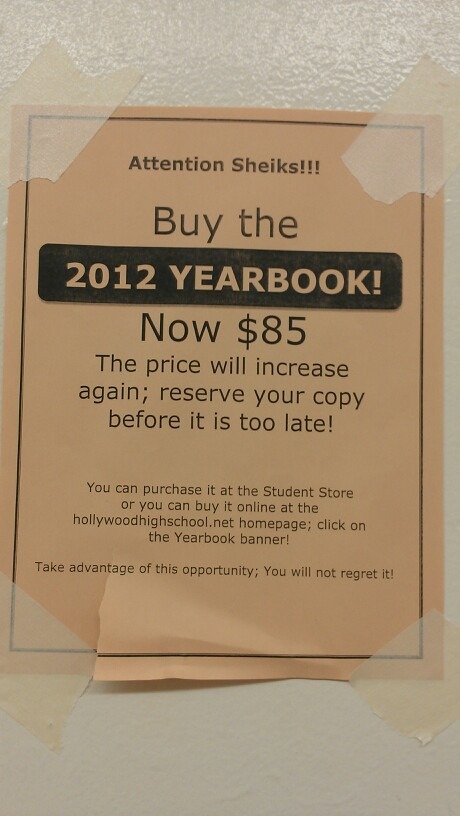 Attention Sheiks!!!
Buy the
2012 YEARBOOK!
Now $85
The price will increase
again; reserve your copy
before it is too late!
You can purchase it at the Student Store
or you can buy it online at the
hollywoodhighschool.net homepage; click on
the Yearbook banner!
Take advantage of this opportunity; You will not regret it!